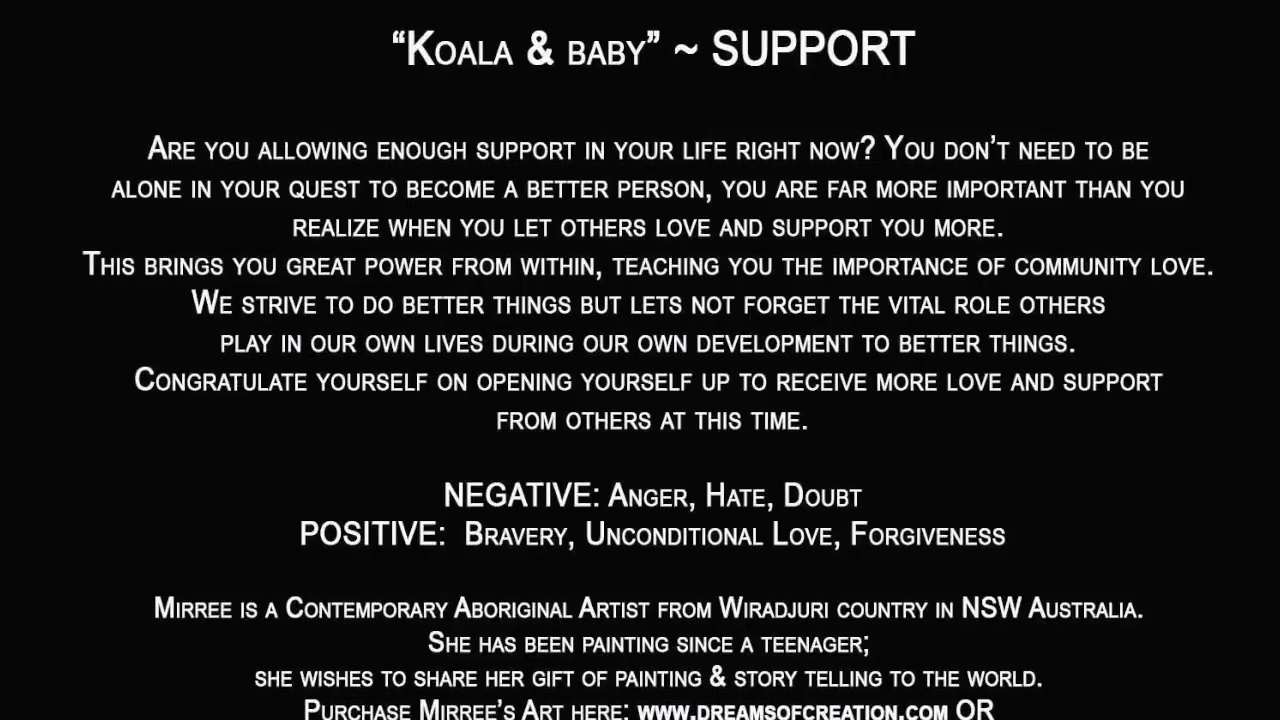 “Koala & baby” ~ SUPPORT
Are you allowing enough support in your life right now? You don’t need to be
alone in your quest to become a better person, you are far more important than you
realize when you let others love and support you more.
This brings you great power from within, teaching you the importance of community love.
We strive to do better things but lets not forget the vital role others
play in our own lives during our own development to better things.
Congratulate yourself on opening yourself up to receive more love and support
from others at this time.
NEGATIVE: Anger, Hate, Doubt
POSITIVE: Bravery, Unconditional Love, Forgiveness
Mirree is a Contemporary Aboriginal Artist from Wiradjuri country in NSW Australia.
She has been painting since a teenager;
she wishes to share her gift of painting & story telling to the world.
Purchase Mirree’s Art here: www.dreamsofcreation.com OR